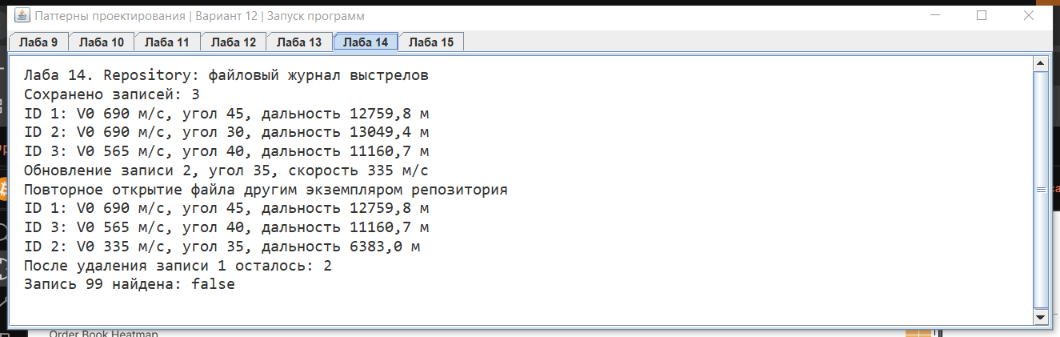 Паттерны проектирования | Вариант 12 | Запуск программ
Лаба 9 Лаба 10 Лаба 11 Лаба 12 Лаба 13 Лаба 14 Лаба 15
Лаба 14. Repository: файловый журнал выстрелов
Сохранено записей: 3
ID 1: V0 690 м/с, угол 45, дальность 12759,8 м
ID 2: V0 690 м/с, угол 30, дальность 13049,4 м
ID 3: V0 565 м/с, угол 40, дальность 11160,7 м
Обновление записи 2, угол 35, скорость 335 м/с
Повторное открытие файла другим экземпляром репозитория
ID 1: V0 690 м/с, угол 45, дальность 12759,8 м
ID 3: V0 565 м/с, угол 40, дальность 11160,7 м
ID 2: V0 335 м/с, угол 35, дальность 6383,0 м
После удаления записи 1 осталось: 2
Запись 99 найдена: false
Order Book Heatmap